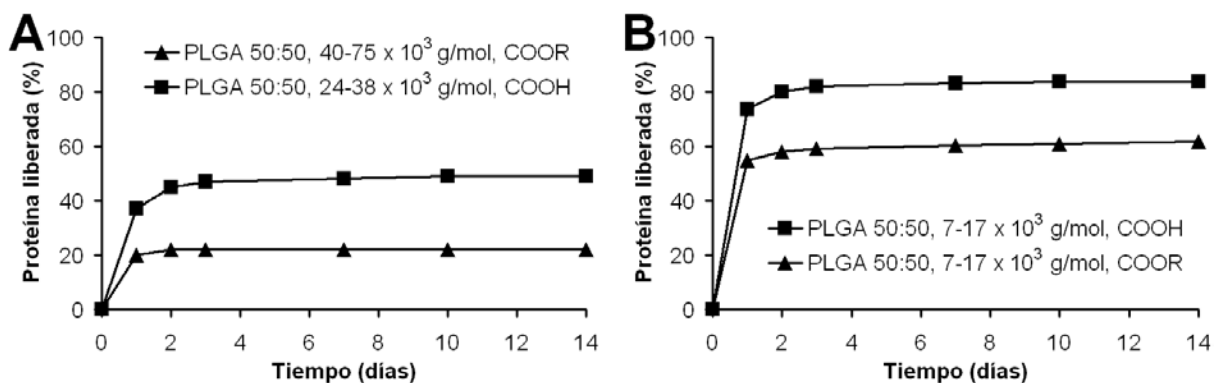 A
Proteína liberada (%)
100
80
60
40
20
0
PLGA 50:50, 40-75 x 10³ g/mol, COOR
PLGA 50:50, 24-38 x 10³ g/mol, COOH
0 2 4 6 8 10 12 14
Tiempo (días)
B
Proteína liberada (%)
100
80
60
40
20
0
PLGA 50:50, 7-17 x 10³ g/mol, COOH
PLGA 50:50, 7-17 x 10³ g/mol, COOR
0 2 4 6 8 10 12 14
Tiempo (días)